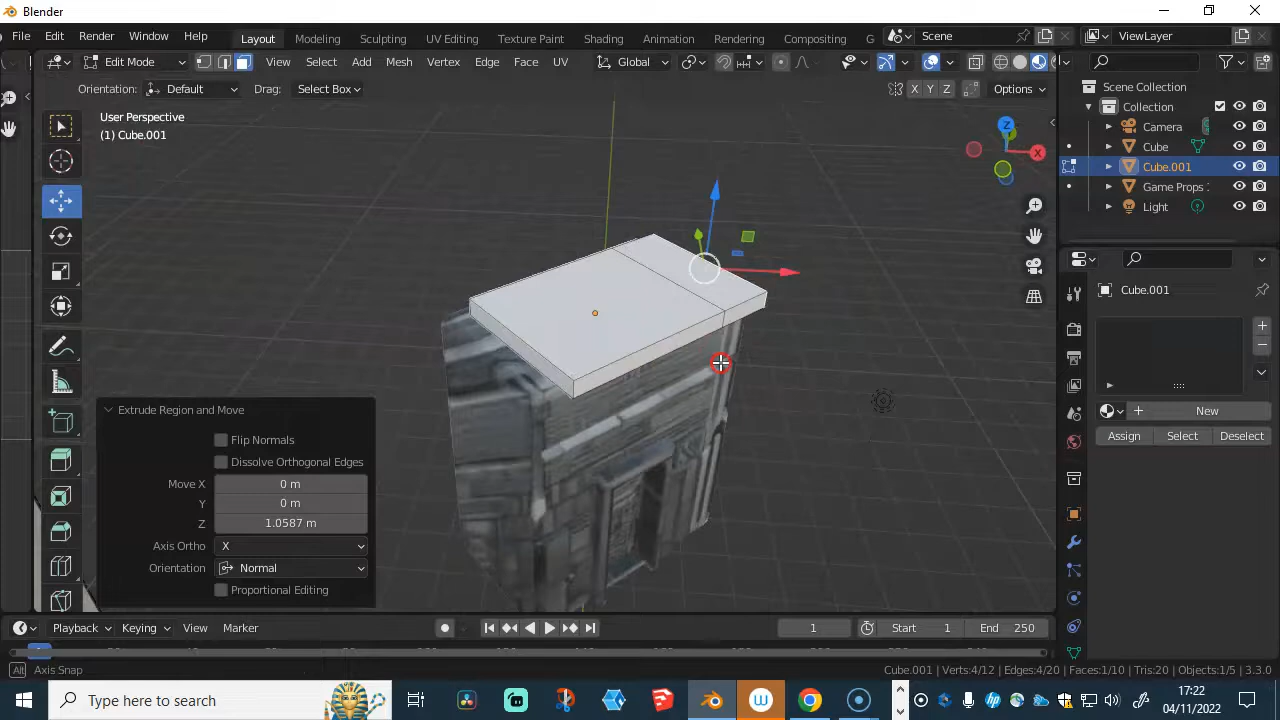 Blender
File Edit Render Window Help
Layout Modeling Sculpting UV Editing Texture Paint Shading Animation Rendering Compositing G
Scene
ViewLayer
Edit Mode
View Select Add Mesh Vertex Edge Face UV
Global
Orientation: Default Drag: Select Box
X Y Z Options
User Perspective
(1) Cube.001
Z
X
Scene Collection
Collection
Camera
Cube
Cube.001
Game Props :
Light
Cube.001
New
Assign Select Deselect
Extrude Region and Move
Flip Normals
Dissolve Orthogonal Edges
Move X 0 m
Y 0 m
Z 1.0587 m
Axis Ortho X
Orientation Normal
Proportional Editing
Playback Keying View Marker
1 Start 1 End 250
Alt Axis Snap
Cube.001 | Verts:4/12 | Edges:4/20 | Faces:1/10 | Tris:20 | Objects:1/5 | 3.3.0
Type here to search
17:22
04/11/2022